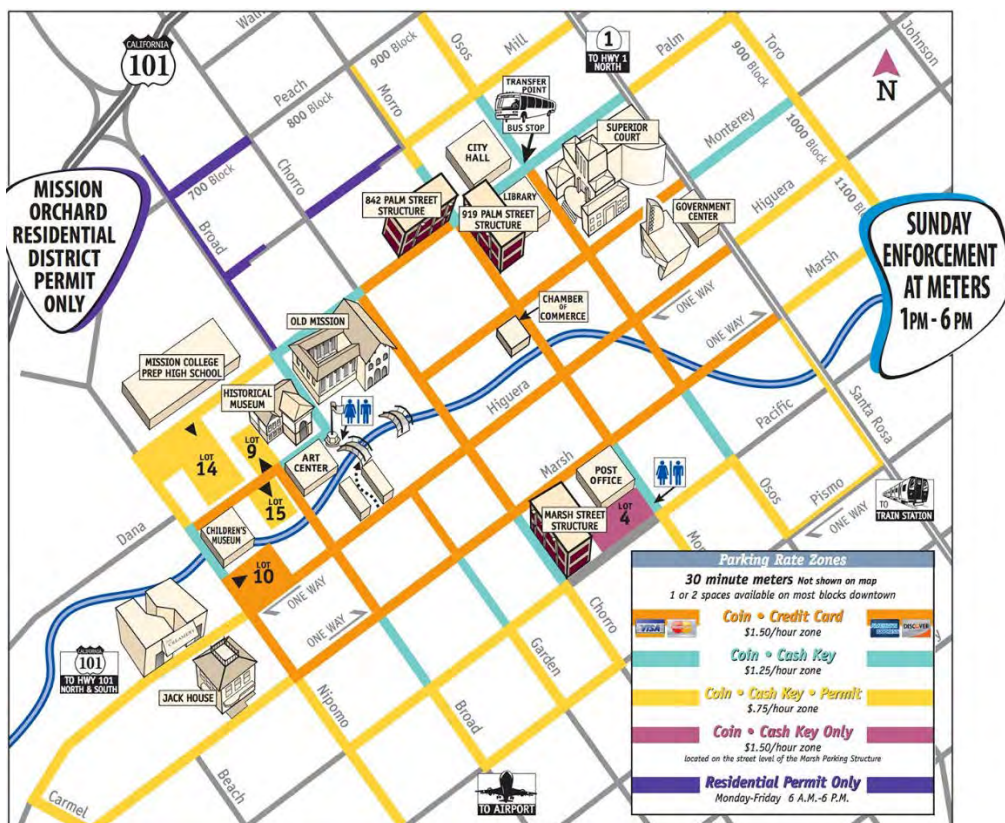 CALIFORNIA
101
Peach
900 Block
Osos
Mill
1
TO HWY 1
NORTH
Palm
900 Block
Toro
Johnson
N
800 Block
Morro
TRANSFER
POINT
BUS STOP
SUPERIOR
COURT
Monterey
1000 Block
MISSION
ORCHARD
RESIDENTIAL
DISTRICT
PERMIT
ONLY
700 Block
Chorro
CITY
HALL
LIBRARY
842 PALM STREET
STRUCTURE
919 PALM STREET
STRUCTURE
GOVERNMENT
CENTER
Higuera
1100
SUNDAY
ENFORCEMENT
AT METERS
1PM - 6 PM
Broad
Marsh
ONE WAY
ONE WAY
CHAMBER
OF
COMMERCE
OLD MISSION
MISSION COLLEGE
PREP HIGH SCHOOL
HISTORICAL
MUSEUM
Higuera
Santa Rosa
Pacific
LOT
14
LOT
9
ART
CENTER
LOT
15
Marsh
POST
OFFICE
LOT
4
MARSH STREET
STRUCTURE
Osos
Pismo
ONE WAY
TO
TRAIN STATION
Dana
CHILDREN'S
MUSEUM
LOT
10
ONE WAY
ONE WAY
THE
CREAMERY
CALIFORNIA
101
TO HWY 101
NORTH & SOUTH
JACK HOUSE
Nipomo
Broad
Garden
Chorro
Beach
Carmel
TO AIRPORT
Parking Rate Zones
30 minute meters Not shown on map
1 or 2 spaces available on most blocks downtown
Coin • Credit Card
VISA
DISCOVER
$1.50/hour zone
Coin • Cash Key
$1.25/hour zone
Coin • Cash Key • Permit
$.75/hour zone
Coin • Cash Key Only
$1.50/hour zone
located on the street level of the Marsh Parking Structure
Residential Permit Only
Monday-Friday 6 A.M.-6 P.M.